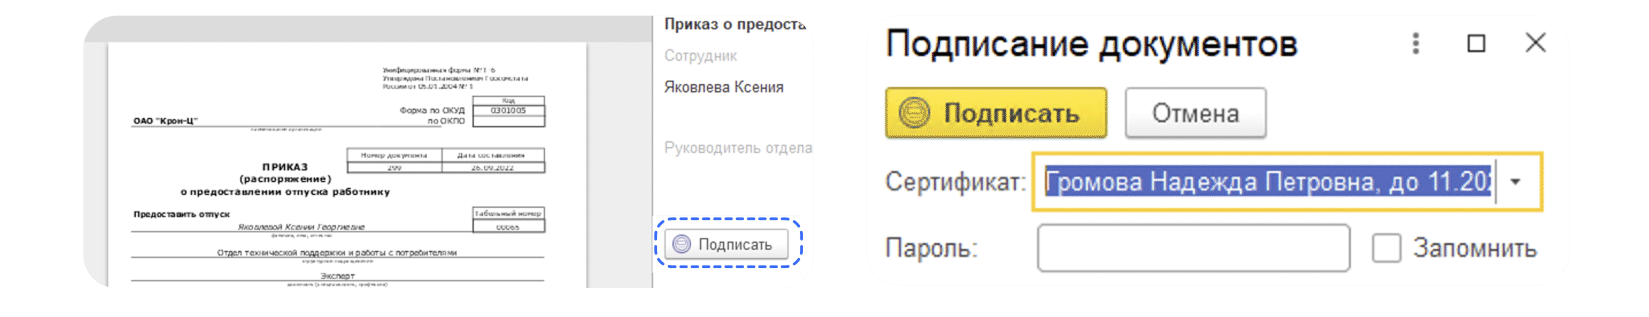 Унифицированная форма № Т-6
Утверждена Постановлением Госкомстата
России от 05.01.2004 № 1
Код
Форма по ОКУД 0301005
ОАО "Крон-Ц" по ОКПО
наименование организации
Номер документа Дата составления
ПРИКАЗ 299 26.09.2022
(распоряжение)
о предоставлении отпуска работнику
Предоставить отпуск Табельный номер
Яковлевой Ксении Георгиевне 00065
фамилия, имя, отчество
Отдел технической поддержки и работы с потребителями
структурное подразделение
Эксперт
должность (специальность, профессия)
Приказ о предоста
Сотрудник
Яковлева Ксения
Руководитель отдела
Подписать
Подписание документов
Подписать Отмена
Сертификат: Громова Надежда Петровна, до 11.202
Пароль: Запомнить